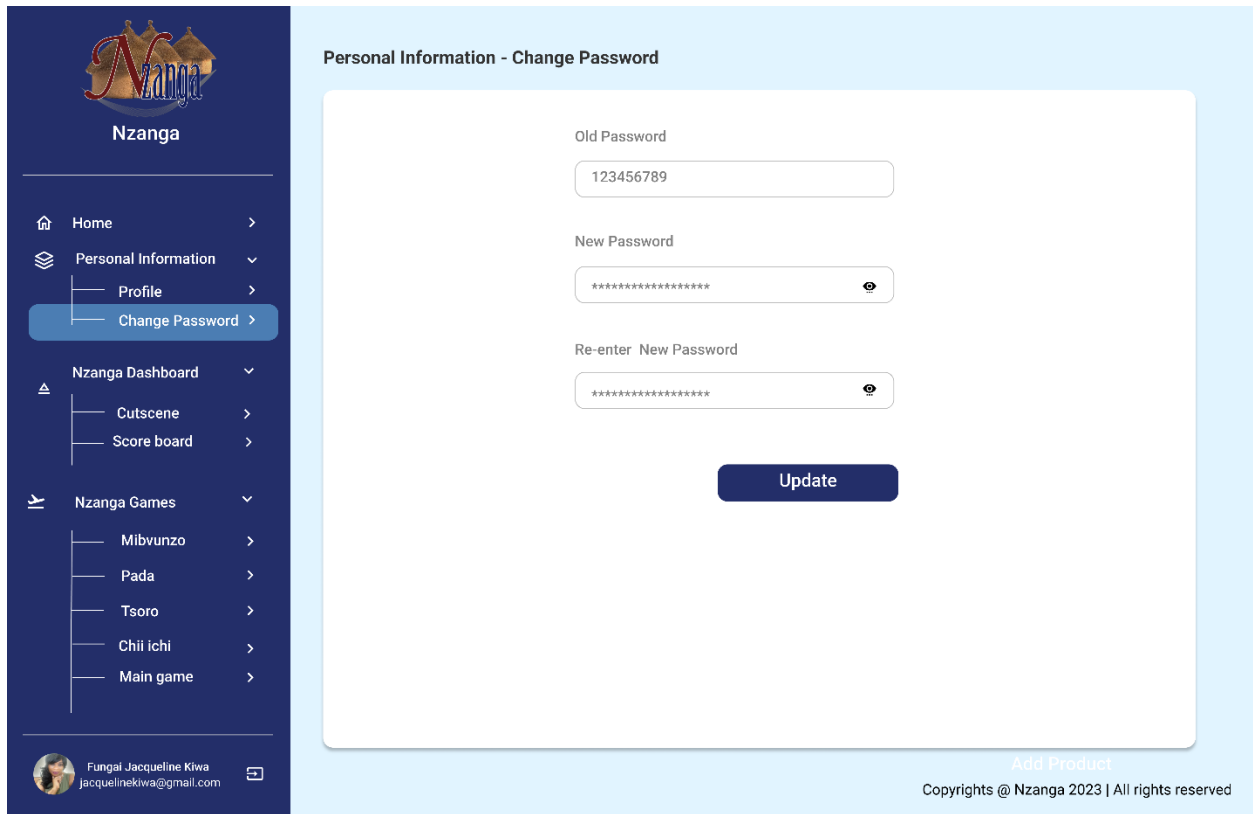 Nzanga
Nzanga
Home
Personal Information
Profile
Change Password
Nzanga Dashboard
Cutscene
Score board
Nzanga Games
Mibvunzo
Pada
Tsoro
Chii ichi
Main game
Fungai Jacqueline Kiwa
jacquelinekiwa@gmail.com
Personal Information - Change Password
Old Password
123456789
New Password
******************
Re-enter New Password
******************
Update
Add Product
Copyrights @ Nzanga 2023 | All rights reserved